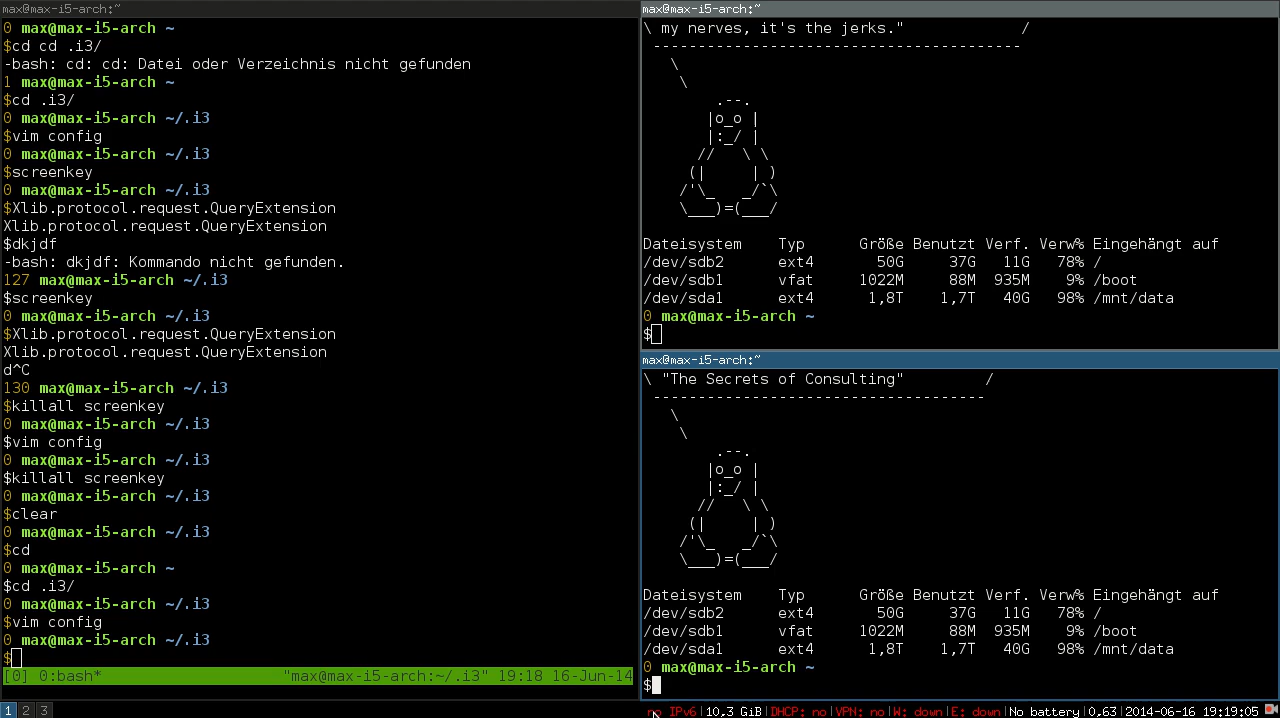 max@max-i5-arch:~
0 max@max-i5-arch ~
$cd cd .i3/
-bash: cd: cd: Datei oder Verzeichnis nicht gefunden
1 max@max-i5-arch ~
$cd .i3/
0 max@max-i5-arch ~/.i3
$vim config
0 max@max-i5-arch ~/.i3
$screenkey
0 max@max-i5-arch ~/.i3
$Xlib.protocol.request.QueryExtension
Xlib.protocol.request.QueryExtension
$dkjdf
-bash: dkjdf: Kommando nicht gefunden.
127 max@max-i5-arch ~/.i3
$screenkey
0 max@max-i5-arch ~/.i3
$Xlib.protocol.request.QueryExtension
Xlib.protocol.request.QueryExtension
d^C
130 max@max-i5-arch ~/.i3
$killall screenkey
0 max@max-i5-arch ~/.i3
$vim config
0 max@max-i5-arch ~/.i3
$killall screenkey
0 max@max-i5-arch ~/.i3
$clear
0 max@max-i5-arch ~/.i3
$cd
0 max@max-i5-arch ~
$cd .i3/
0 max@max-i5-arch ~/.i3
$vim config
0 max@max-i5-arch ~/.i3
$
[0] 0:bash* "max@max-i5-arch:~/.i3" 19:18 16-Jun-14
max@max-i5-arch:~
\ my nerves, it's the jerks." /
 -----------------------------------------
   \
    \
        .--.
       |o_o |
       |:_/ |
      //   \ \
     (|     | )
    /'\_   _/`\
    \___)=(___/
Dateisystem Typ Größe Benutzt Verf. Verw% Eingehängt auf
/dev/sdb2 ext4 50G 37G 11G 78% /
/dev/sdb1 vfat 1022M 88M 935M 9% /boot
/dev/sda1 ext4 1,8T 1,7T 40G 98% /mnt/data
0 max@max-i5-arch ~
$
max@max-i5-arch:~
\ "The Secrets of Consulting" /
 -------------------------------------
   \
    \
        .--.
       |o_o |
       |:_/ |
      //   \ \
     (|     | )
    /'\_   _/`\
    \___)=(___/
Dateisystem Typ Größe Benutzt Verf. Verw% Eingehängt auf
/dev/sdb2 ext4 50G 37G 11G 78% /
/dev/sdb1 vfat 1022M 88M 935M 9% /boot
/dev/sda1 ext4 1,8T 1,7T 40G 98% /mnt/data
0 max@max-i5-arch ~
$
1 2 3 no IPv6|10,3 GiB|DHCP: no|VPN: no|W: down|E: down|No battery|0,63|2014-06-16 19:19:05